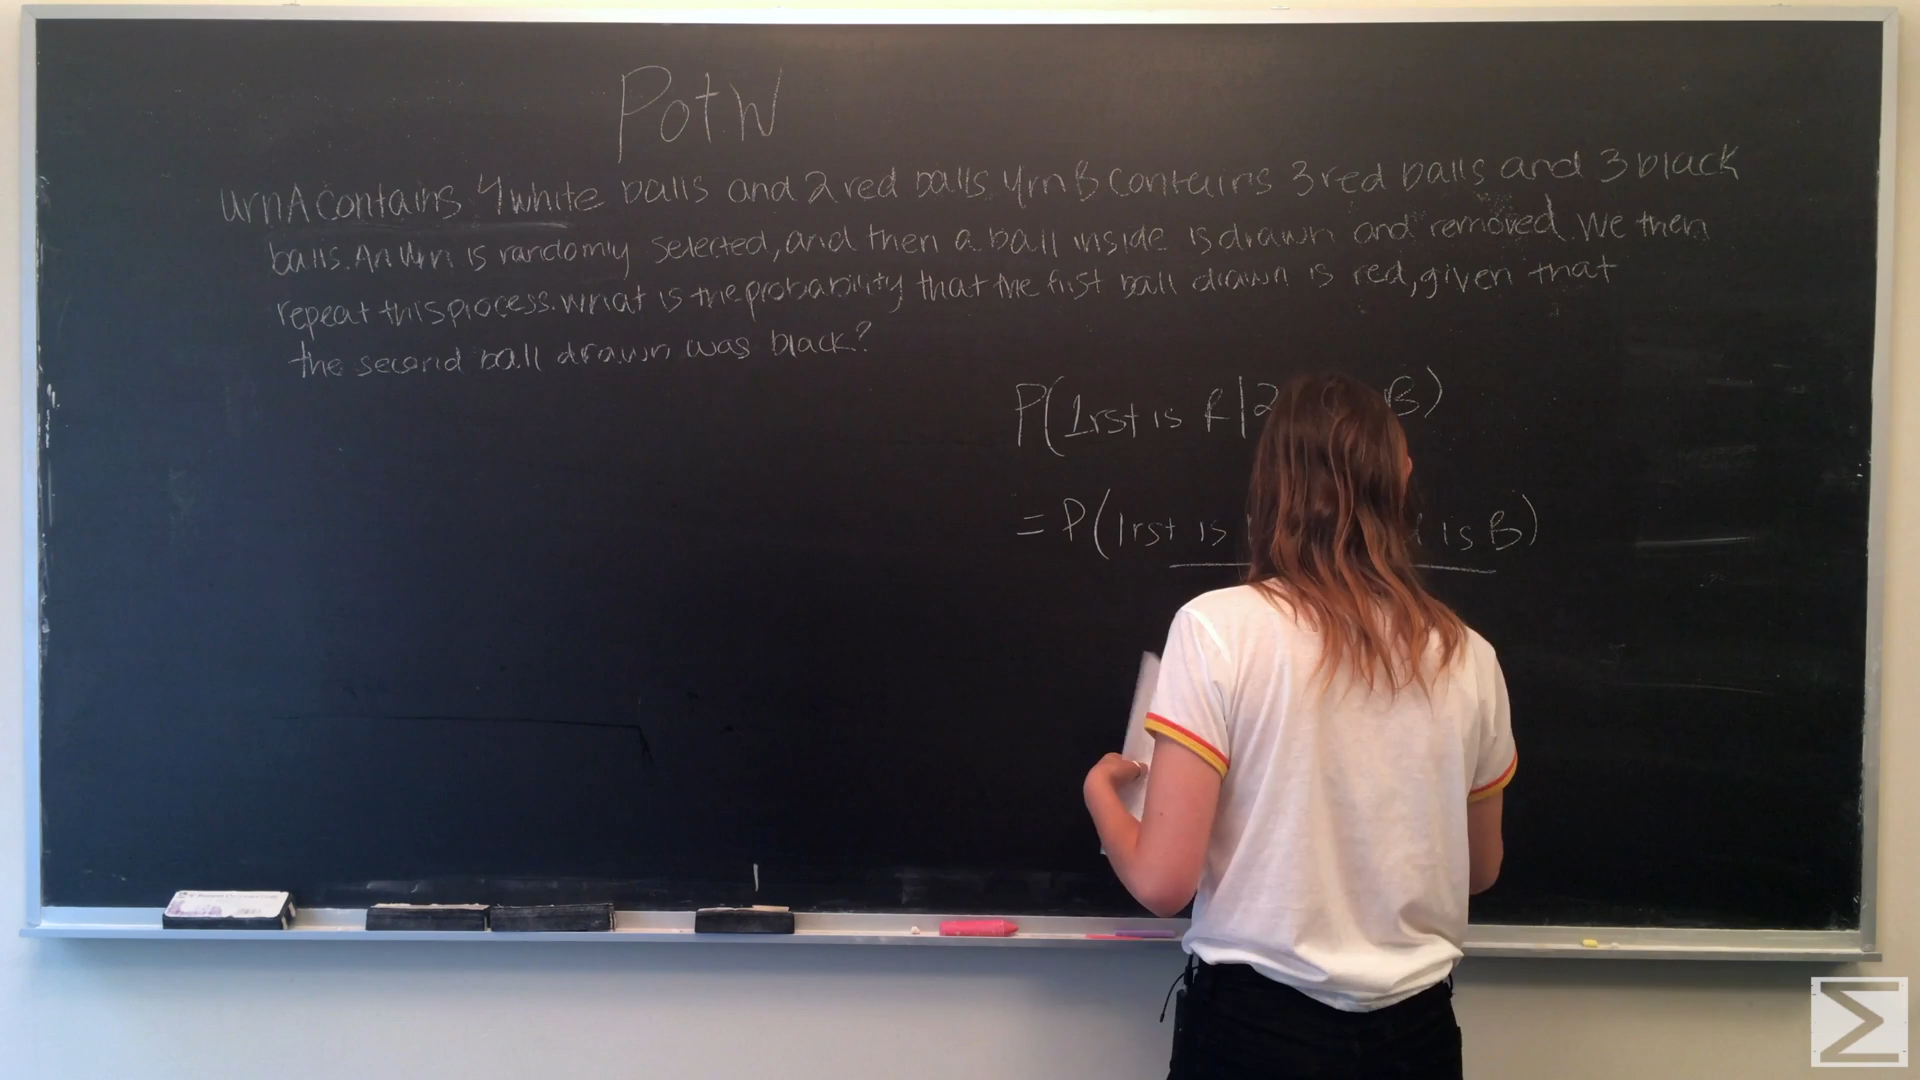 PotW
Urn A contains 4 white balls and 2 red balls. Urn B contains 3 red balls and 3 black
balls. An Urn is randomly selected, and then a ball inside is drawn and removed. We then
repeat this process. What is the probability that the first ball drawn is red, given that
the second ball drawn was black?
P(1rst is R|2 B)
= P(1rst is is B)
Σ